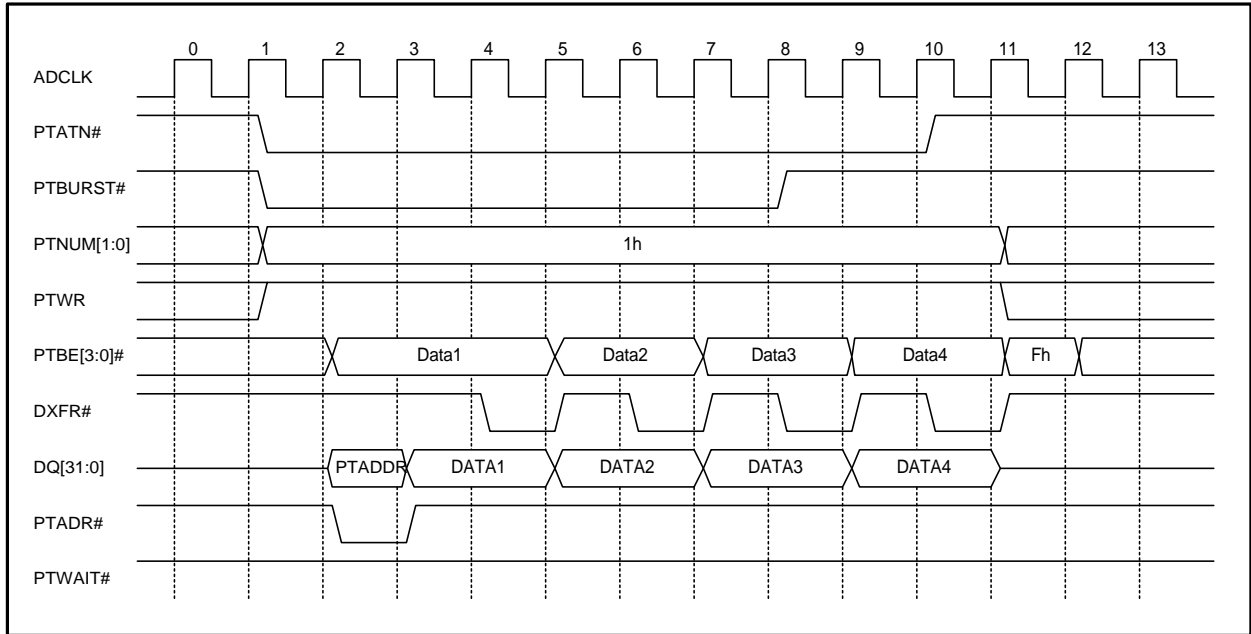 0 1 2 3 4 5 6 7 8 9 10 11 12 13
ADCLK
PTATN#
PTBURST#
PTNUM[1:0] 1h
PTWR
PTBE[3:0]# Data1 Data2 Data3 Data4 Fh
DXFR#
DQ[31:0] PTADDR DATA1 DATA2 DATA3 DATA4
PTADR#
PTWAIT#